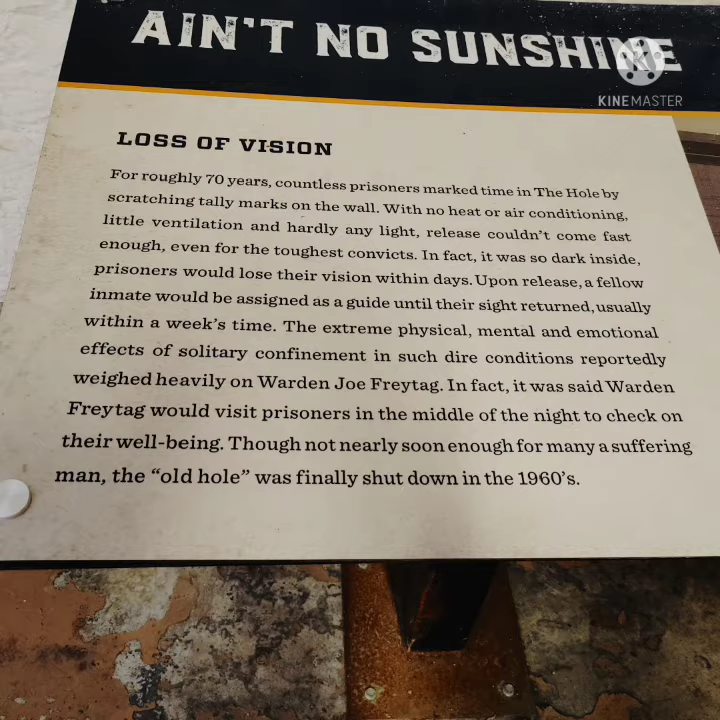 AIN'T NO SUNSHINE
KINEMASTER
LOSS OF VISION
For roughly 70 years, countless prisoners marked time in The Hole by
scratching tally marks on the wall. With no heat or air conditioning,
little ventilation and hardly any light, release couldn't come fast
enough, even for the toughest convicts. In fact, it was so dark inside,
prisoners would lose their vision within days. Upon release, a fellow
inmate would be assigned as a guide until their sight returned, usually
within a week's time. The extreme physical, mental and emotional
effects of solitary confinement in such dire conditions reportedly
weighed heavily on Warden Joe Freytag. In fact, it was said Warden
Freytag would visit prisoners in the middle of the night to check on
their well-being. Though not nearly soon enough for many a suffering
man, the “old hole” was finally shut down in the 1960's.